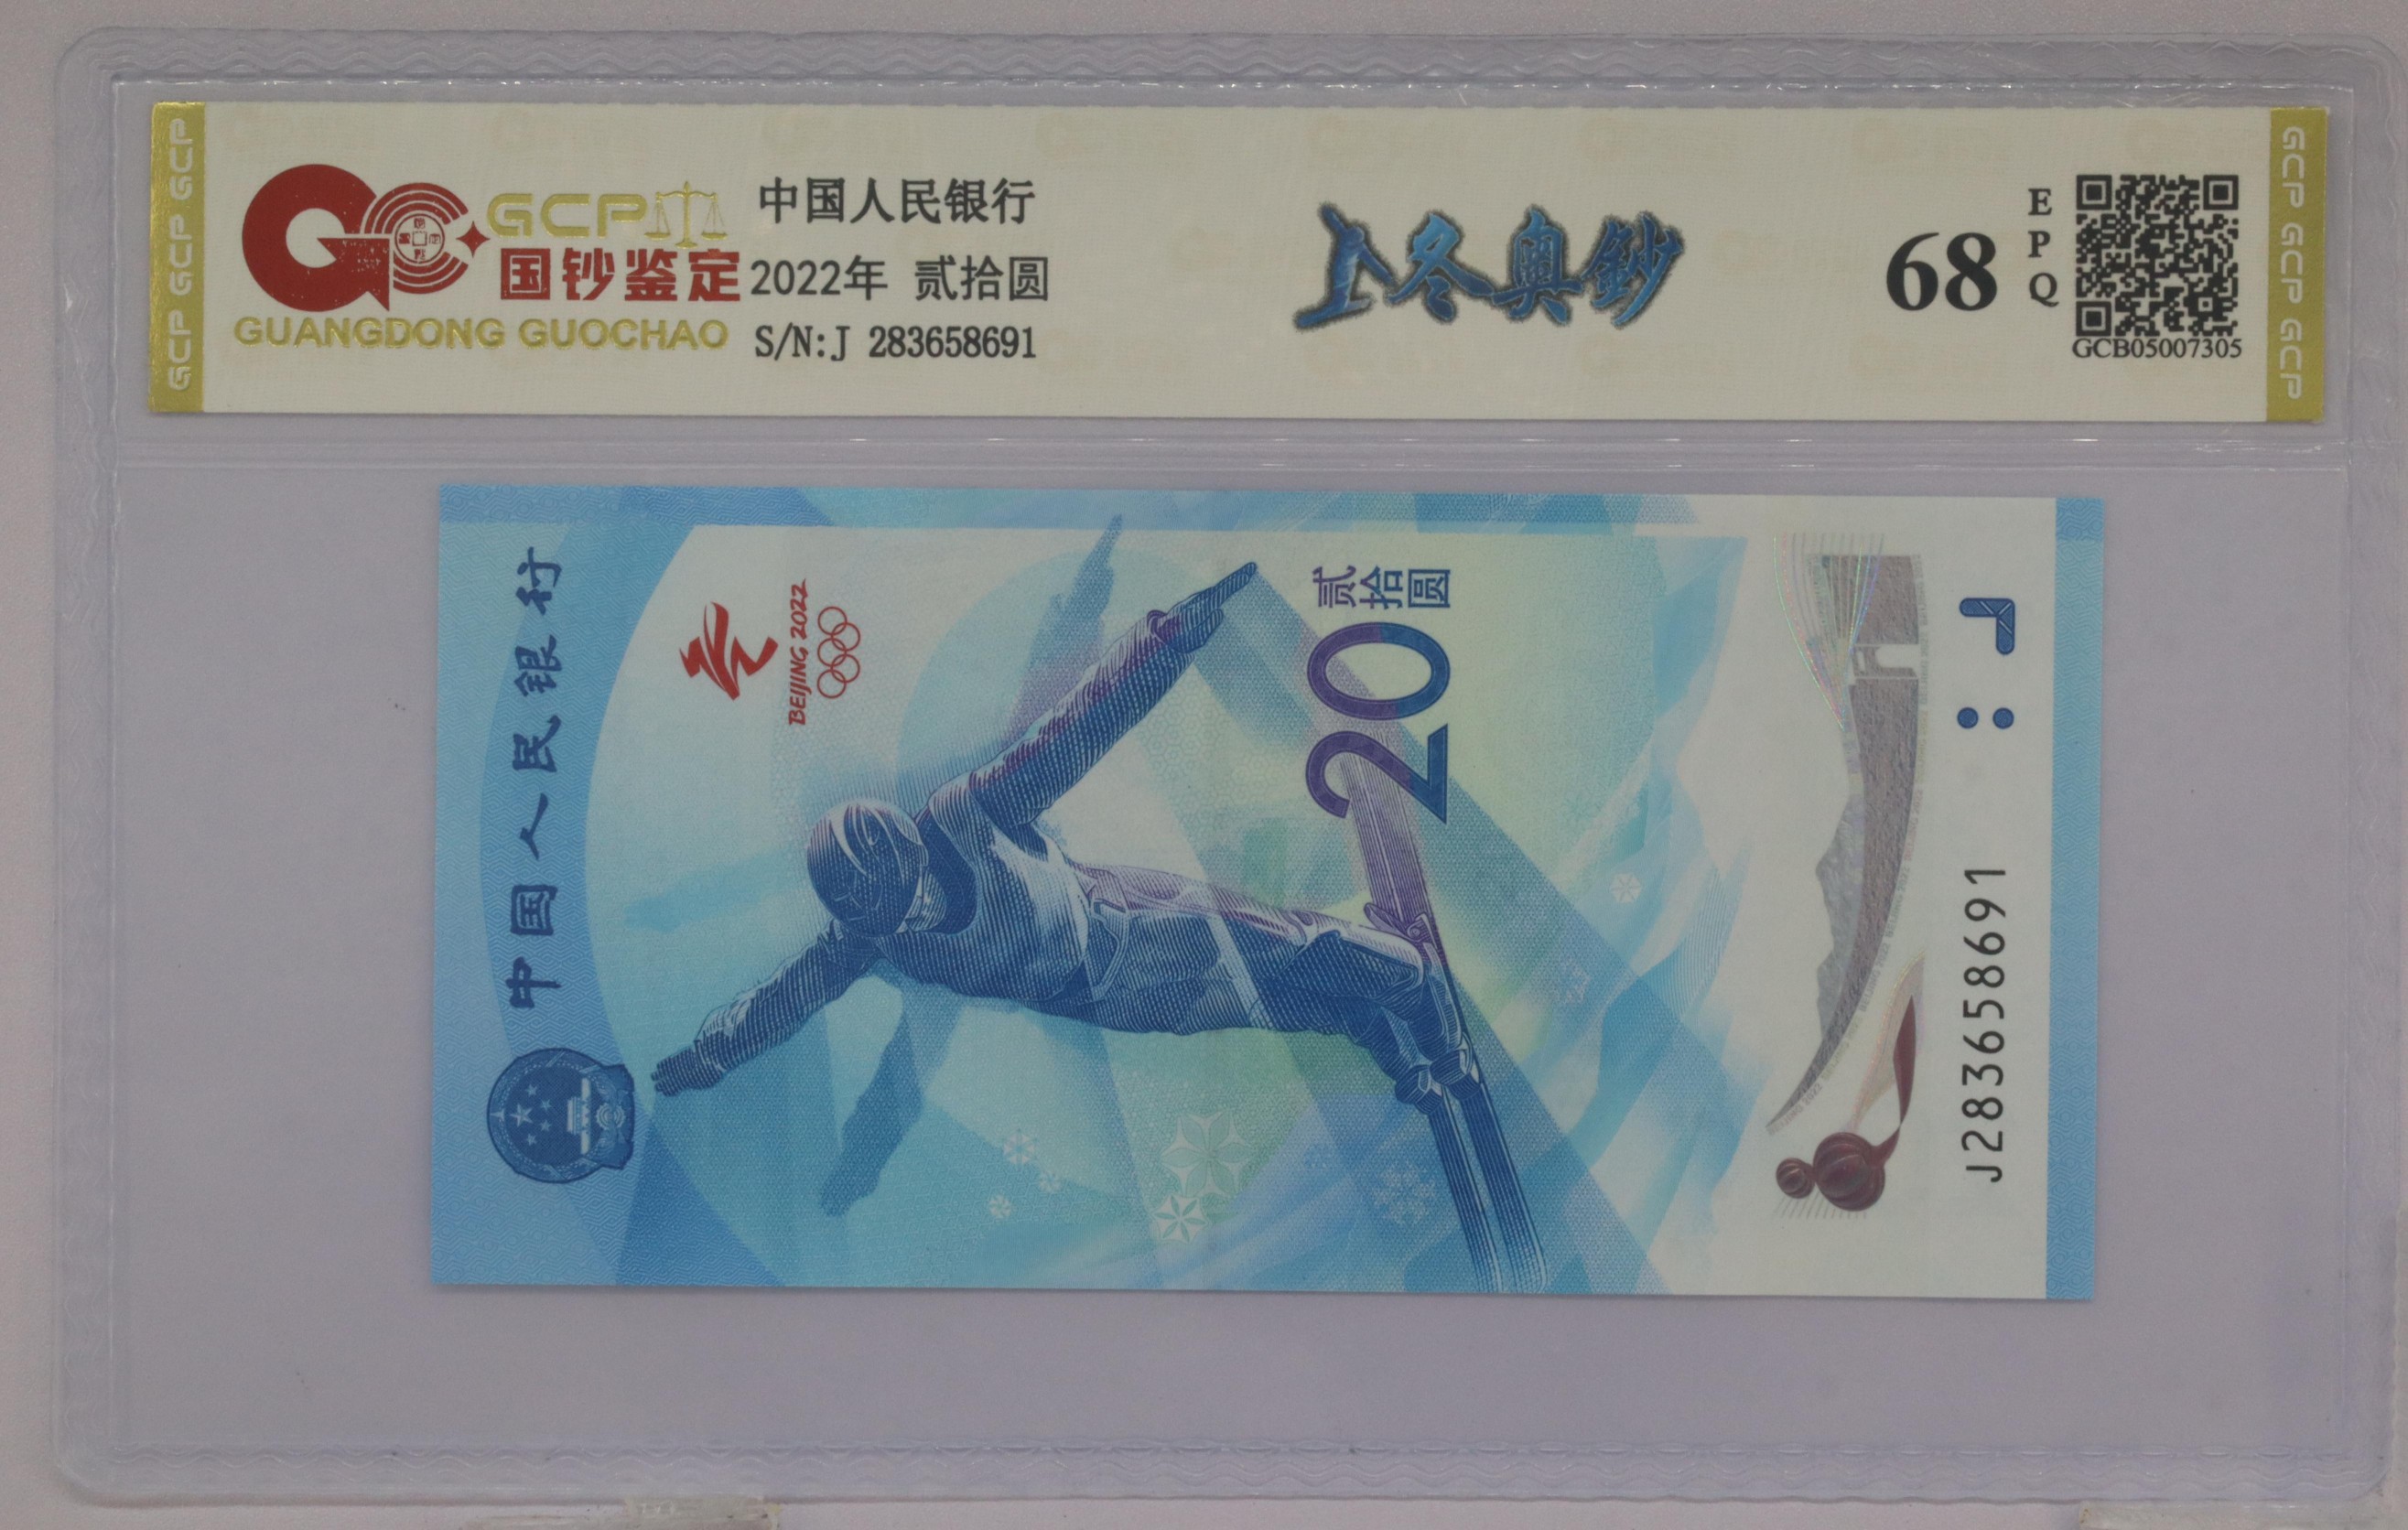 GCP GCP GCP
GCP
国钞鉴定
GUANGDONG GUOCHAO
中国人民银行
2022年 贰拾圆
S/N:J 283658691
冬奥鈔
68
EPQ
GCB05007305
GCP GCP GCP
中国人民银行
BEIJING 2022
贰拾圆
20
J283658691